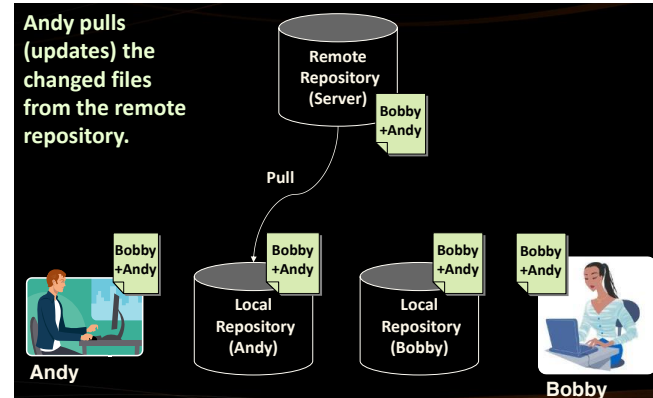 Andy pulls
(updates) the
changed files
from the remote
repository.
Remote
Repository
(Server)
Bobby
+Andy
Pull
Bobby
+Andy
Bobby
+Andy
Bobby
+Andy
Bobby
+Andy
Local
Repository
(Andy)
Local
Repository
(Bobby)
Andy
Bobby